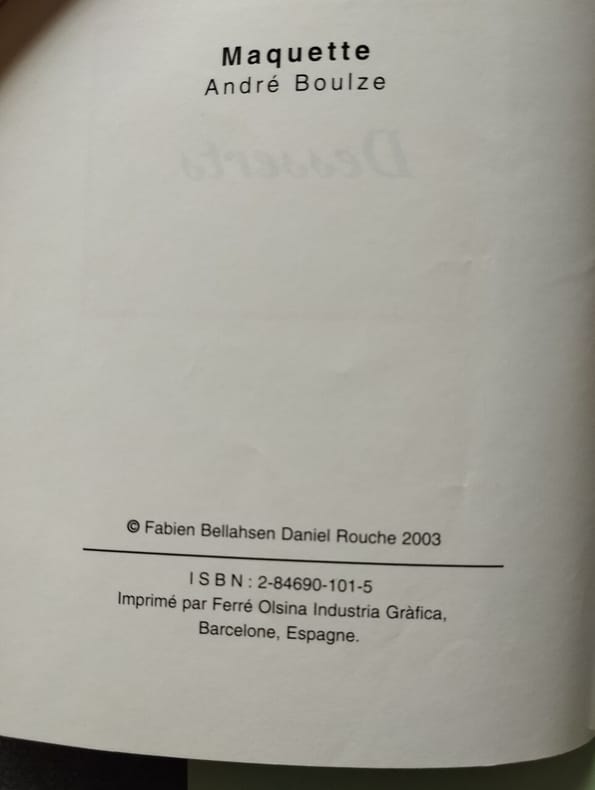 Maquette
André Boulze
Desserts
© Fabien Bellahsen Daniel Rouche 2003
I S B N : 2-84690-101-5
Imprimé par Ferré Olsina Industria Gràfica,
Barcelone, Espagne.